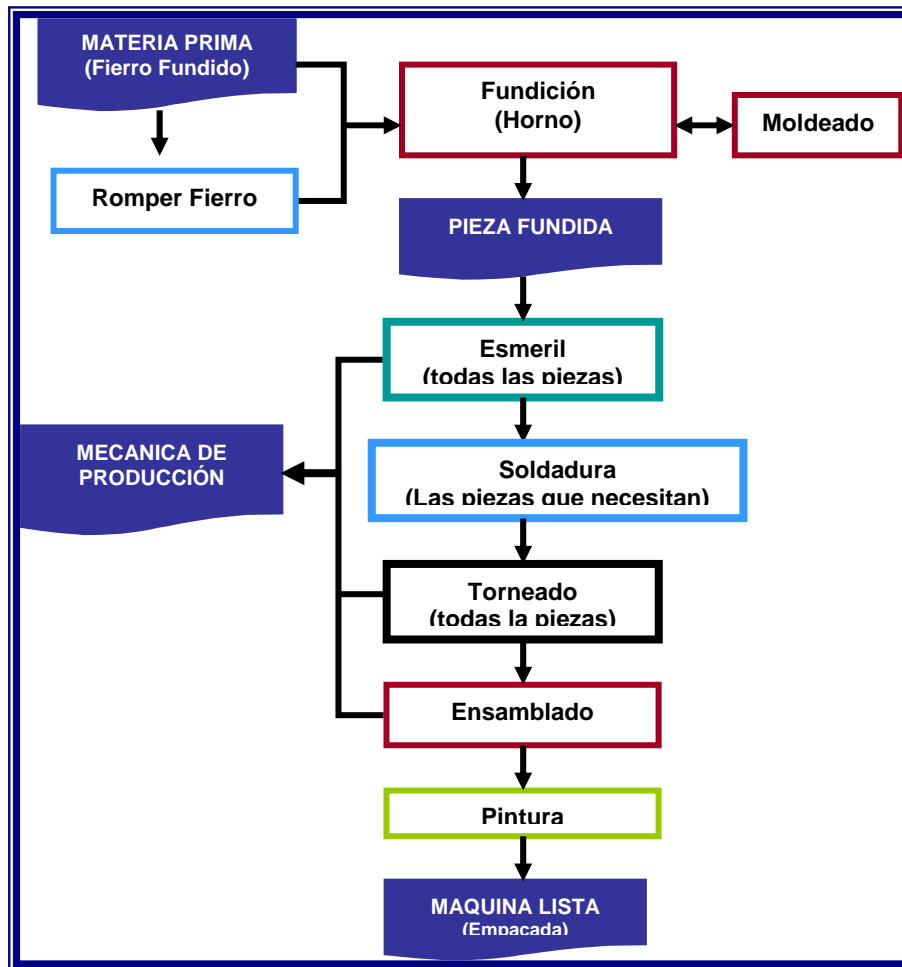 MATERIA PRIMA
(Fierro Fundido)
Fundición
(Horno)
Moldeado
Romper Fierro
PIEZA FUNDIDA
Esmeril
(todas las piezas)
MECANICA DE
PRODUCCIÓN
Soldadura
(Las piezas que necesitan)
Torneado
(todas la piezas)
Ensamblado
Pintura
MAQUINA LISTA
(Empacada)